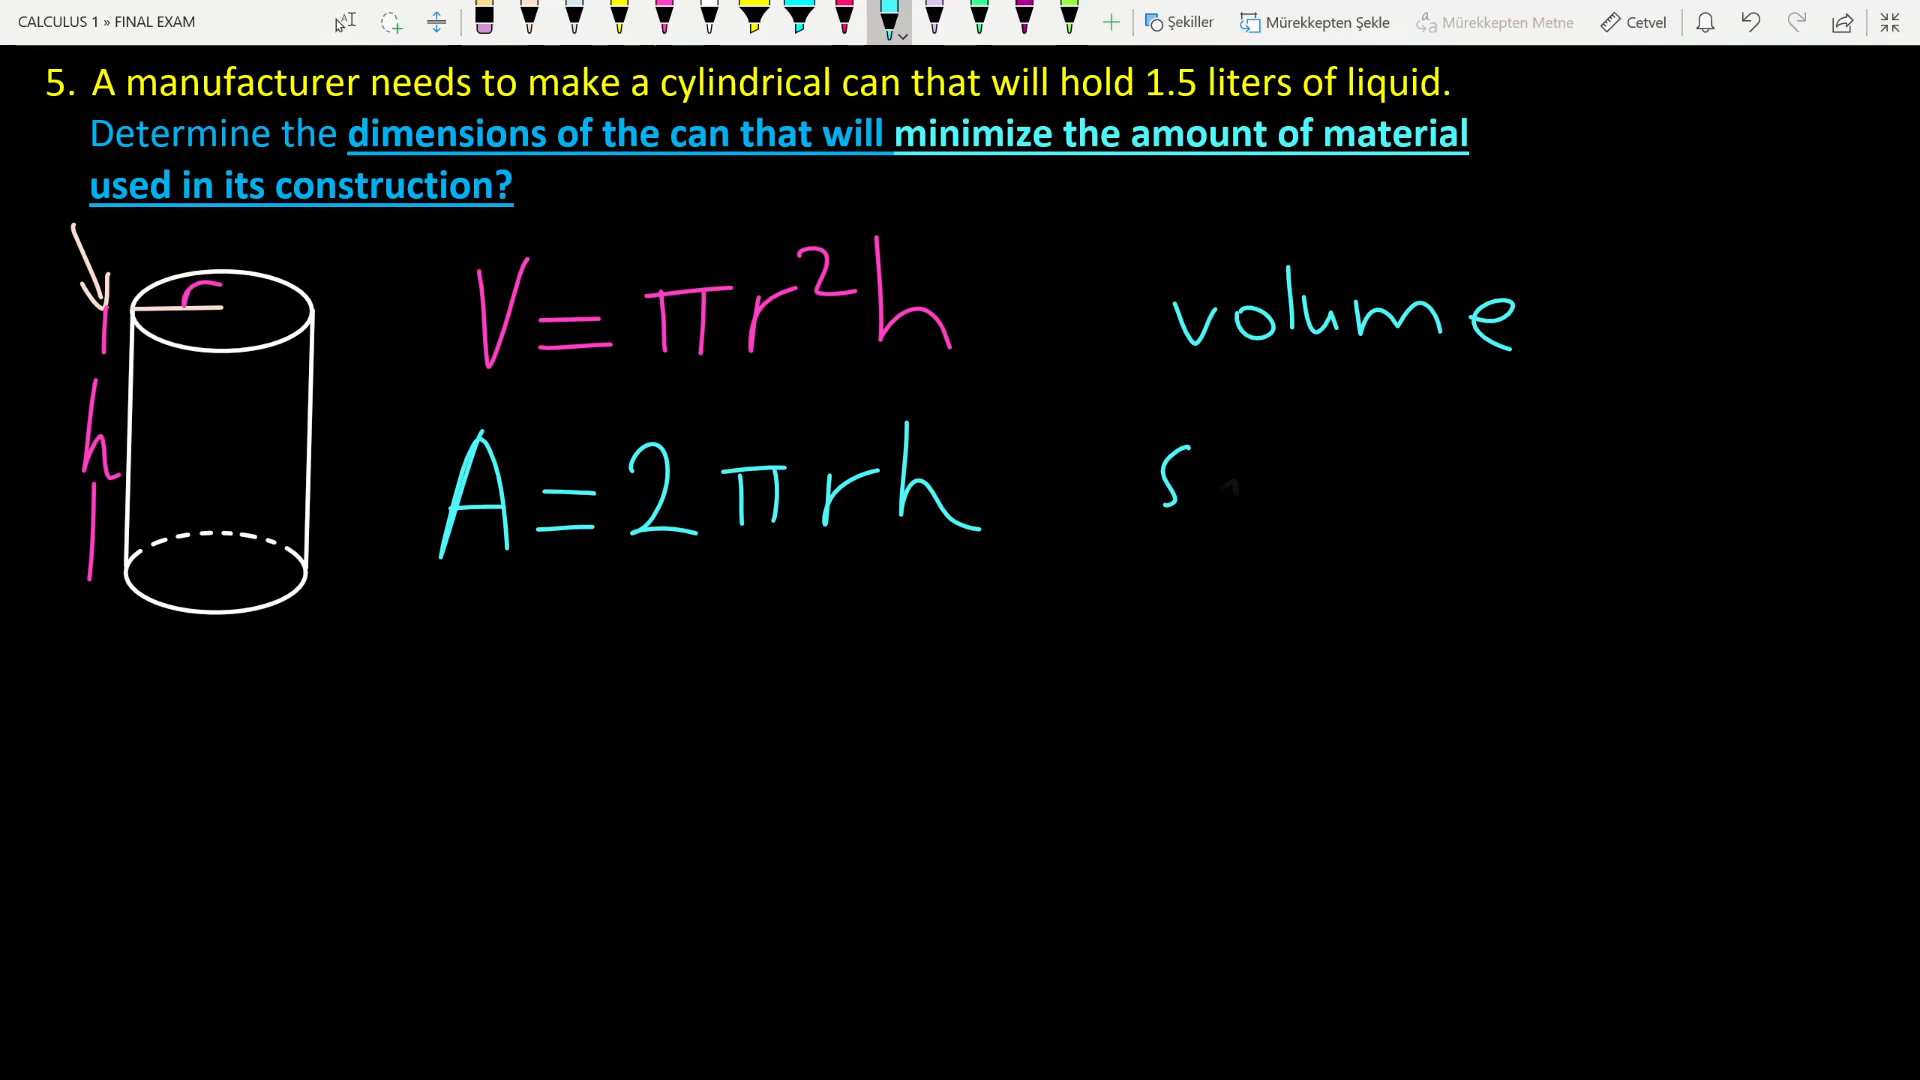 CALCULUS 1 » FINAL EXAM
Şekiller
Mürekkepten Şekle
Mürekkepten Metne
Cetvel
5. A manufacturer needs to make a cylindrical can that will hold 1.5 liters of liquid.
Determine the dimensions of the can that will minimize the amount of material
used in its construction?
r
h
V = πr²h
volume
A = 2πrh
S